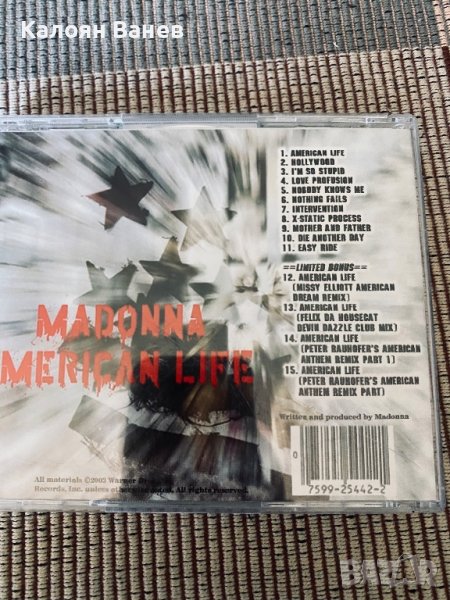 Калоян Ванев
1. AMERICAN LIFE
2. HOLLYWOOD
3. I'M SO STUPID
4. LOVE PROFUSION
5. NOBODY KNOWS ME
6. NOTHING FAILS
7. INTERVENTION
8. X-STATIC PROCESS
9. MOTHER AND FATHER
10. DIE ANOTHER DAY
11. EASY RIDE
==LIMITED BONUS==
12. AMERICAN LIFE
(MISSY ELLIOTT AMERICAN
DREAM REMIX)
13. AMERICAN LIFE
(FELIX DA HOUSECAT
DEVIN DAZZLE CLUB MIX)
14. AMERICAN LIFE
(PETER RAUHOFER'S AMERICAN
ANTHEM REMIX PART 1)
15. AMERICAN LIFE
(PETER RAUHOFER'S AMERICAN
ANTHEM REMIX PART)
MADONNA
MERICAN LIFE
Written and produced by Madonna
0 7599-25442-2
All materials ©2003 Warner
Records, Inc. unless All rights reserved.
BAZAR